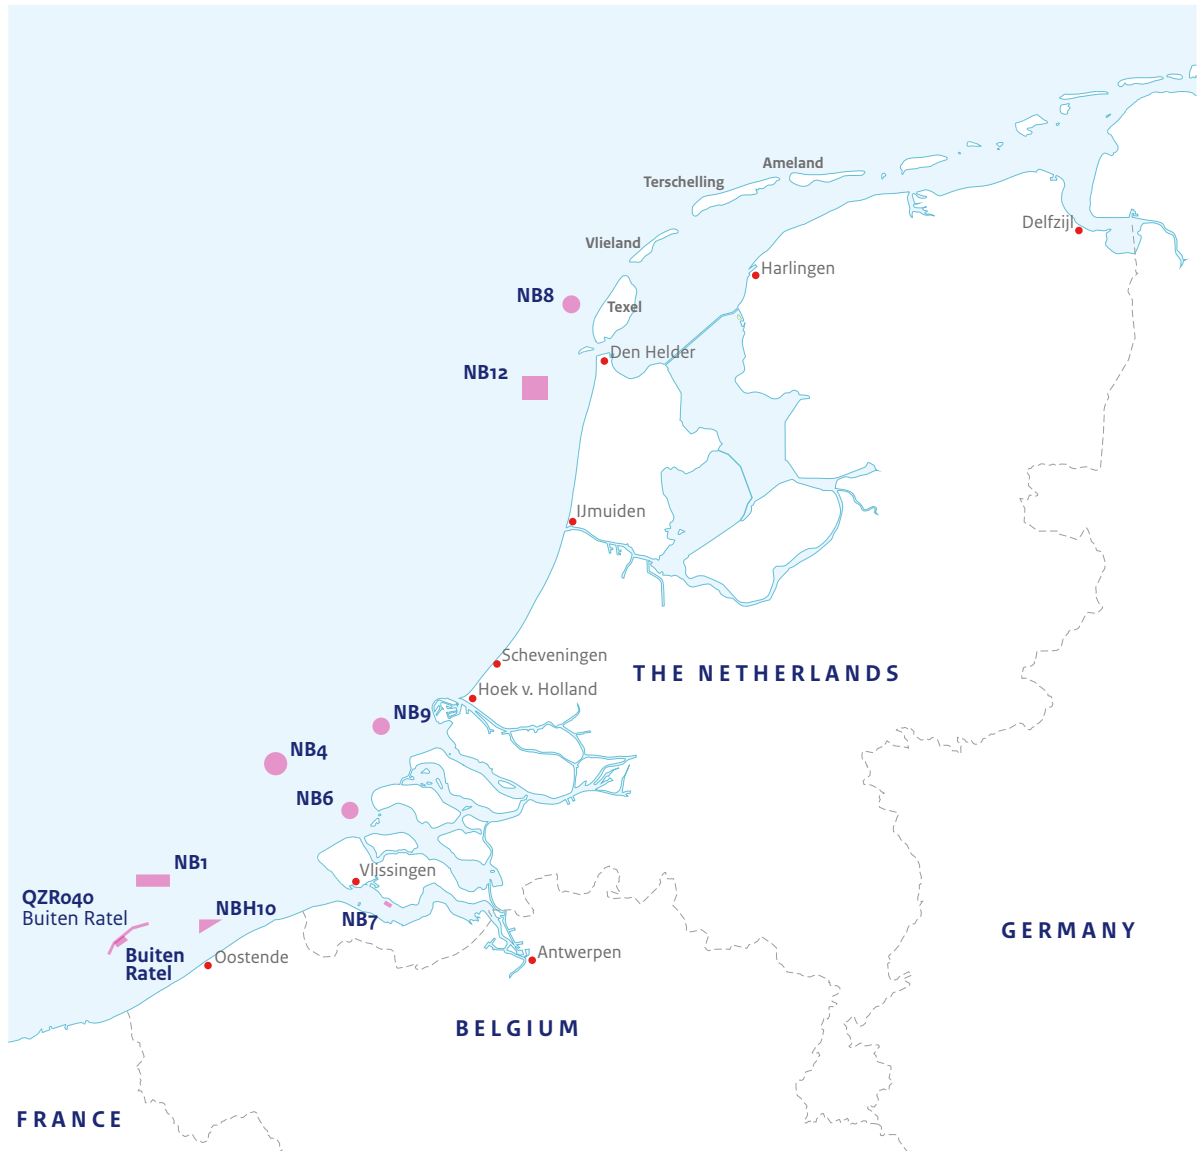 Ameland
Terschelling
Delfzijl
Vlieland
Harlingen
NB8
Texel
Den Helder
NB12
IJmuiden
Scheveningen
THE NETHERLANDS
Hoek v. Holland
NB9
NB4
NB6
NB1
Vlissingen
QZR040
Buiten Ratel
NBH10
NB7
GERMANY
Buiten
Ratel
Oostende
Antwerpen
BELGIUM
FRANCE